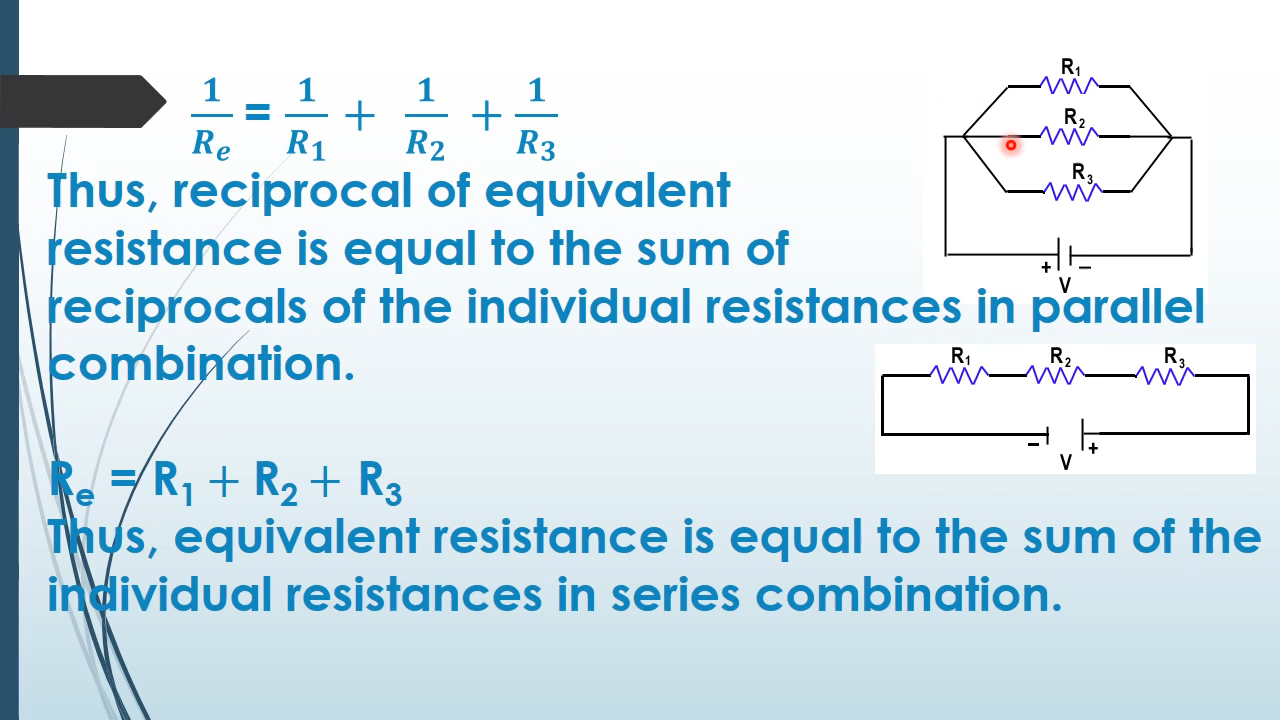 1/Rₑ = 1/R₁ + 1/R₂ + 1/R₃
Thus, reciprocal of equivalent
resistance is equal to the sum of
reciprocals of the individual resistances in parallel
combination.
Rₑ = R₁ + R₂ + R₃
Thus, equivalent resistance is equal to the sum of the
individual resistances in series combination.
R₁
R₂
R₃
+ −
V
R₁ R₂ R₃
− +
V